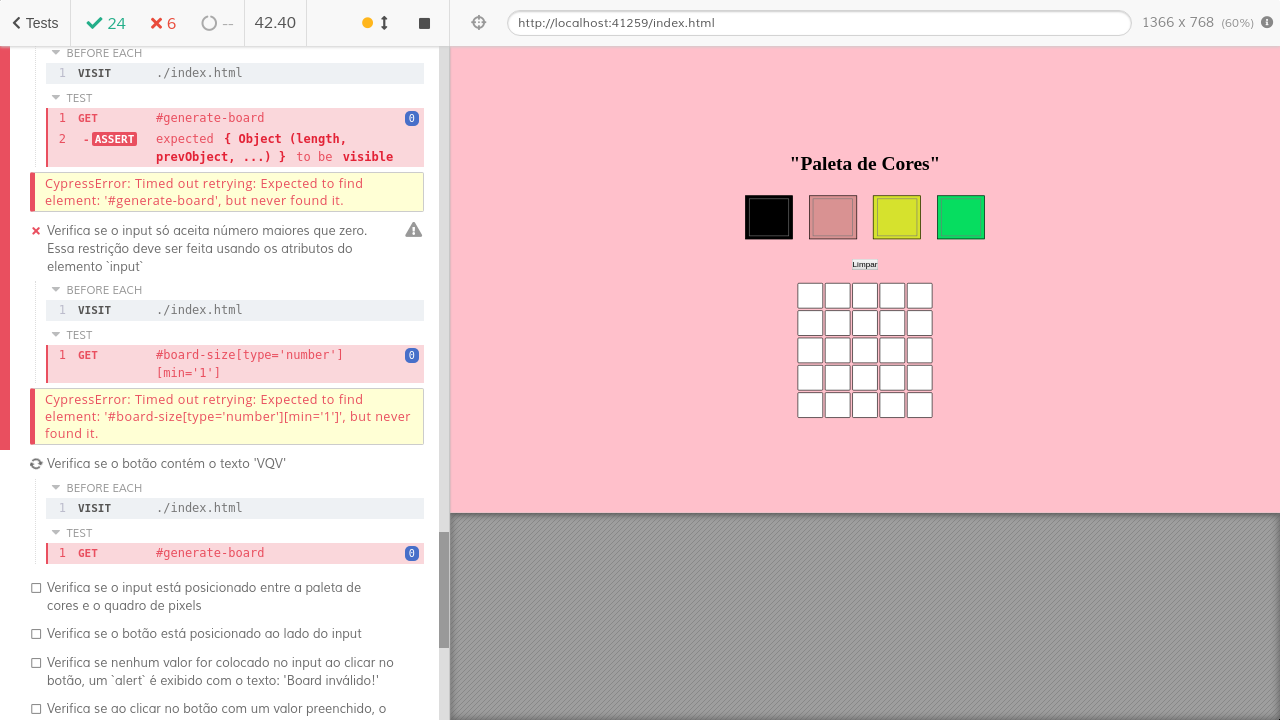 Tests
24
6
--
42.40
http://localhost:41259/index.html
1366 x 768 (60%)
BEFORE EACH
1 VISIT ./index.html
TEST
1 GET #generate-board 0
2 -ASSERT expected { Object (length,
prevObject, ...) } to be visible
CypressError: Timed out retrying: Expected to find
element: '#generate-board', but never found it.
Verifica se o input só aceita número maiores que zero.
Essa restrição deve ser feita usando os atributos do
elemento `input`
BEFORE EACH
1 VISIT ./index.html
TEST
1 GET #board-size[type='number'] 0
[min='1']
CypressError: Timed out retrying: Expected to find
element: '#board-size[type='number'][min='1']', but never
found it.
Verifica se o botão contém o texto 'VQV'
BEFORE EACH
1 VISIT ./index.html
TEST
1 GET #generate-board 0
Verifica se o input está posicionado entre a paleta de
cores e o quadro de pixels
Verifica se o botão está posicionado ao lado do input
Verifica se nenhum valor for colocado no input ao clicar no
botão, um `alert` é exibido com o texto: 'Board inválido!'
Verifica se ao clicar no botão com um valor preenchido, o
"Paleta de Cores"
Limpar